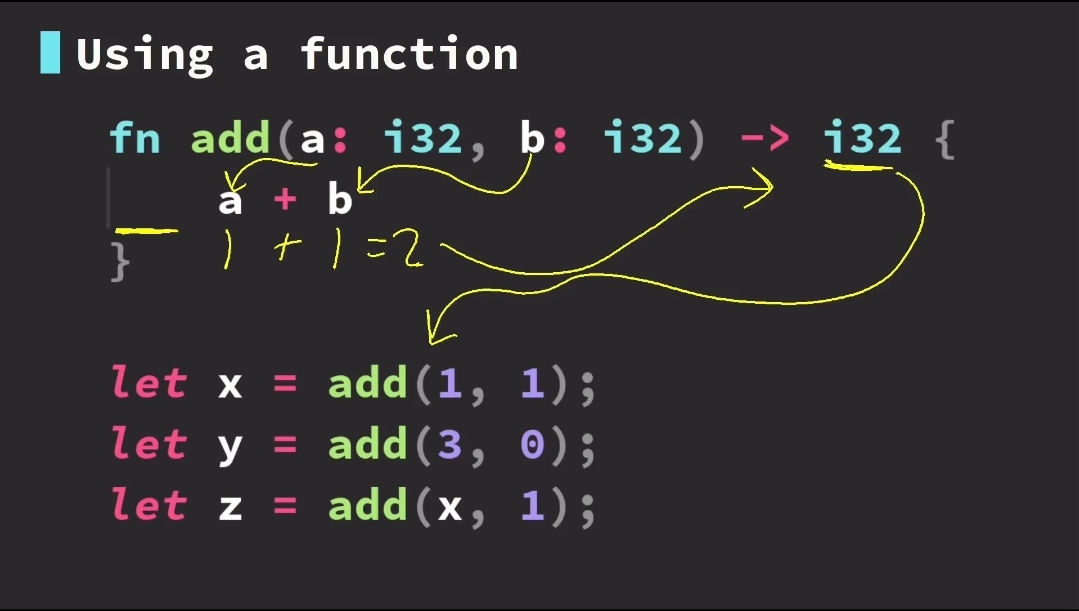 Using a function
fn add(a: i32, b: i32) -> i32 {
a + b
1 + 1 = 2
}
let x = add(1, 1);
let y = add(3, 0);
let z = add(x, 1);